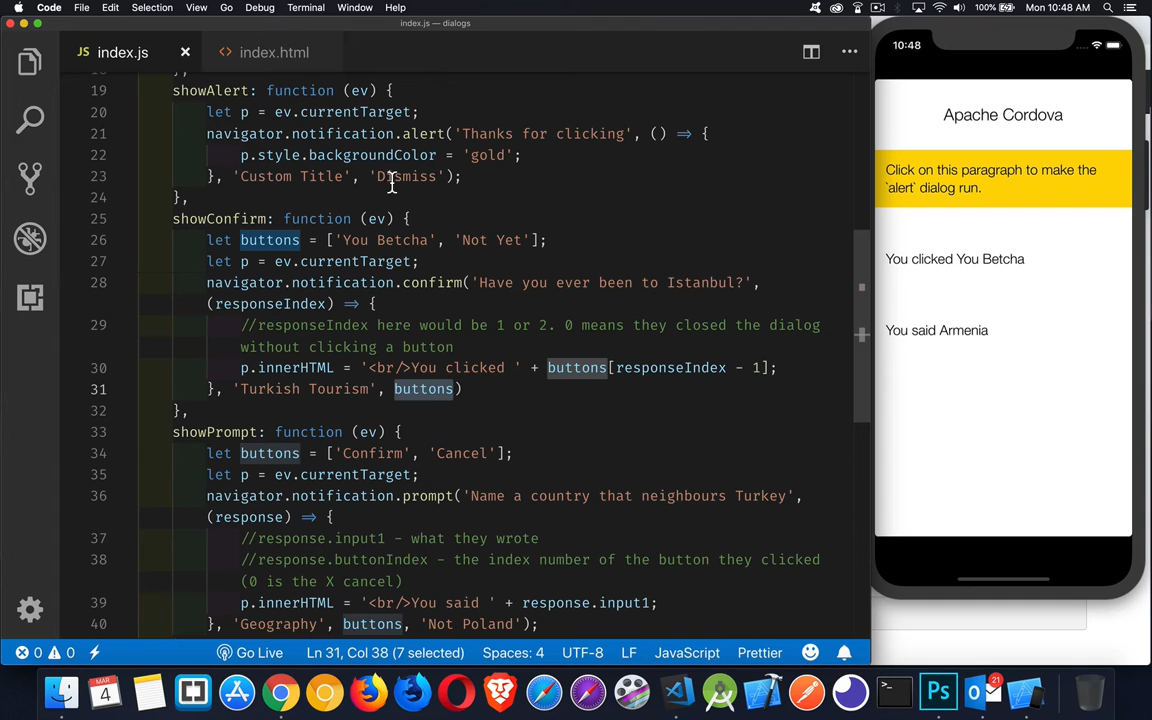 Code File Edit Selection View Go Debug Terminal Window Help 100% Mon 10:48 AM
index.js — dialogs
JS index.js <> index.html
19 showAlert: function (ev) {
20 let p = ev.currentTarget;
21 navigator.notification.alert('Thanks for clicking', () => {
22 p.style.backgroundColor = 'gold';
23 }, 'Custom Title', 'Dismiss');
24 },
25 showConfirm: function (ev) {
26 let buttons = ['You Betcha', 'Not Yet'];
27 let p = ev.currentTarget;
28 navigator.notification.confirm('Have you ever been to Istanbul?',
(responseIndex) => {
29 //responseIndex here would be 1 or 2. 0 means they closed the dialog
without clicking a button
30 p.innerHTML = '<br/>You clicked ' + buttons[responseIndex - 1];
31 }, 'Turkish Tourism', buttons)
32 },
33 showPrompt: function (ev) {
34 let buttons = ['Confirm', 'Cancel'];
35 let p = ev.currentTarget;
36 navigator.notification.prompt('Name a country that neighbours Turkey',
(response) => {
37 //response.input1 - what they wrote
38 //response.buttonIndex - the index number of the button they clicked
(0 is the X cancel)
39 p.innerHTML = '<br/>You said ' + response.input1;
40 }, 'Geography', buttons, 'Not Poland');
0 0 Go Live Ln 31, Col 38 (7 selected) Spaces: 4 UTF-8 LF JavaScript Prettier
10:48
Apache Cordova
Click on this paragraph to make the
`alert` dialog run.
You clicked You Betcha
You said Armenia
MAR
4
Ps
21